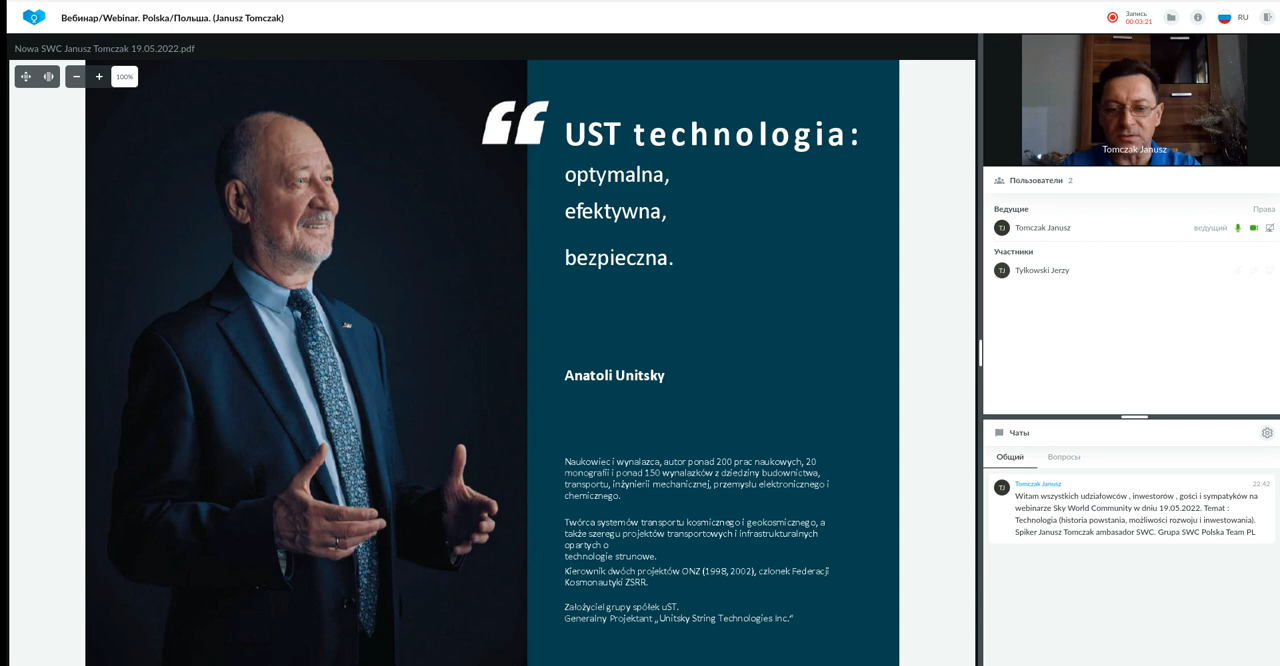 Вебинар/Webinar. Polska/Польша. (Janusz Tomczak)
Запись
00:03:21
RU
Nowa SWC Janusz Tomczak 19.05.2022.pdf
100%
“ UST technologia:
optymalna,
efektywna,
bezpieczna.
Anatoli Unitsky
Naukowiec i wynalazca, autor ponad 200 prac naukowych, 20
monografii i ponad 150 wynalazków z dziedziny budownictwa,
transportu, inżynierii mechanicznej, przemysłu elektronicznego i
chemicznego.
Twórca systemów transportu kosmicznego i geokosmicznego, a
także szeregu projektów transportowych i infrastrukturalnych
opartych o
technologie strunowe.
Kierownik dwóch projektów ONZ (1998, 2002), członek Federacji
Kosmonautyki ZSRR.
Założyciel grupy spółek uST.
Generalny Projektant „Unitsky String Technologies Inc.”
Tomczak Janusz
Пользователи 2
Ведущие Права
TJ Tomczak Janusz ведущий
Участники
TJ Tylkowski Jerzy
Чаты
Общий Вопросы
TJ Tomczak Janusz 22:42
Witam wszystkich udziałowców , inwestorów , gości i sympatyków na
webinarze Sky World Community w dniu 19.05.2022. Temat :
Technologia (historia powstania, możliwości rozwoju i inwestowania).
Spiker Janusz Tomczak ambasador SWC. Grupa SWC Polska Team PL